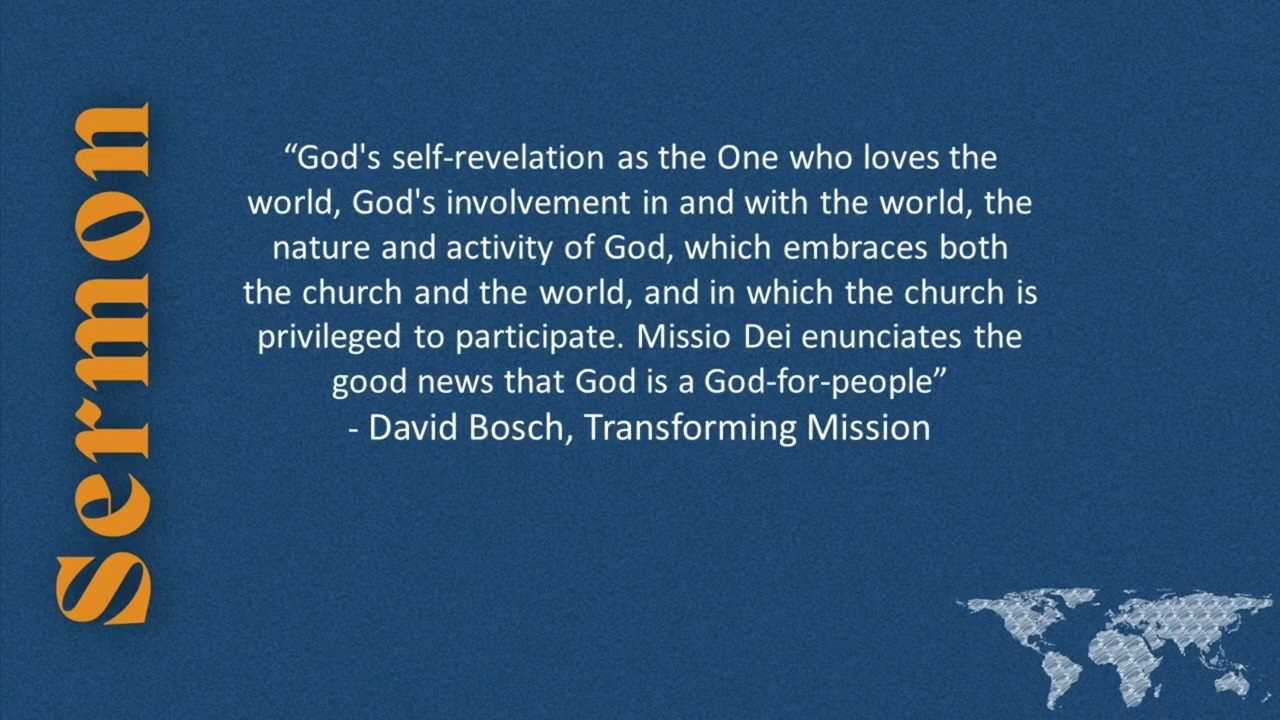 Sermon
“God's self-revelation as the One who loves the
world, God's involvement in and with the world, the
nature and activity of God, which embraces both
the church and the world, and in which the church is
privileged to participate. Missio Dei enunciates the
good news that God is a God-for-people”
- David Bosch, Transforming Mission